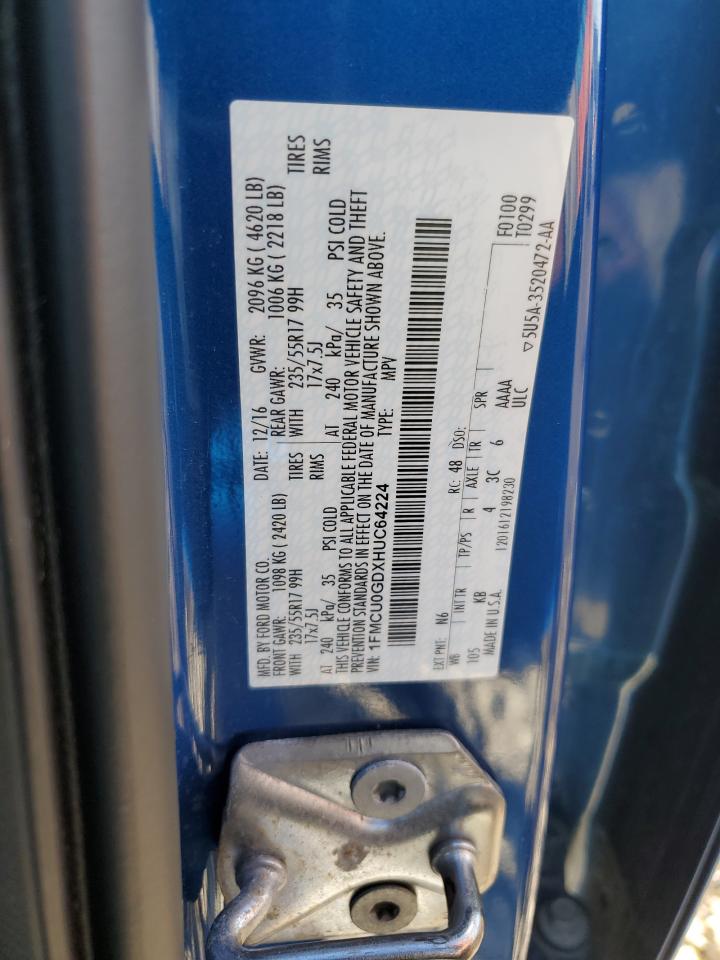 MFD. BY FORD MOTOR CO. DATE: 12/16 GVWR: 2096 KG ( 4620 LB)
FRONT GAWR: 1098 KG ( 2420 LB) REAR GAWR: 1006 KG ( 2218 LB)
WITH 235/55R17 99H TIRES WITH 235/55R17 99H TIRES
17x7.5J RIMS 17x7.5J RIMS
AT 240 kPa/ 35 PSI COLD AT 240 kPa/ 35 PSI COLD
THIS VEHICLE CONFORMS TO ALL APPLICABLE FEDERAL MOTOR VEHICLE SAFETY AND THEFT
PREVENTION STANDARDS IN EFFECT ON THE DATE OF MANUFACTURE SHOWN ABOVE.
VIN: 1FMCU0GDXHUC64224 TYPE: MPV
EXT PNT: N6 RC: 48 DSO: F0100
T0299
WB INT TR TP/PS R AXLE TR SPR
105 KB 4 3C 6 AAAA
ULC
▽5U5A-3520472-AA
MADE IN U.S.A. 1201612198230